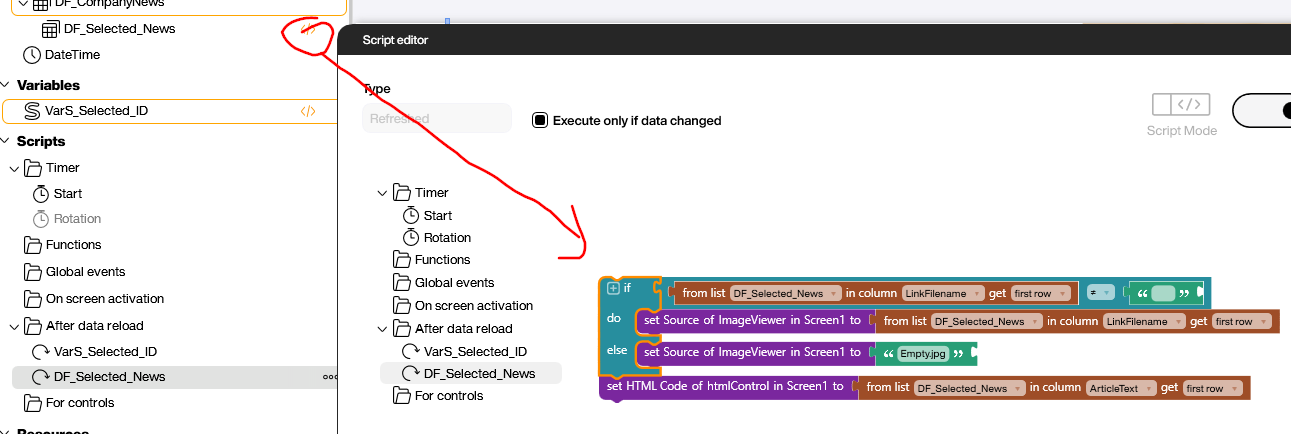 DF_CompanyNews
DF_Selected_News </>
DateTime
Variables
VarS_Selected_ID </>
Scripts
Timer
Start
Rotation
Functions
Global events
On screen activation
After data reload
VarS_Selected_ID
DF_Selected_News
For controls
Resources
Script editor
Type
Refreshed
Execute only if data changed
</>
Script Mode
Timer
Start
Rotation
Functions
Global events
On screen activation
After data reload
VarS_Selected_ID
DF_Selected_News
For controls
if from list DF_Selected_News in column LinkFilename get first row ≠ “ ”
do set Source of ImageViewer in Screen1 to from list DF_Selected_News in column LinkFilename get first row
else set Source of ImageViewer in Screen1 to “ Empty.jpg ”
set HTML Code of htmlControl in Screen1 to from list DF_Selected_News in column ArticleText get first row